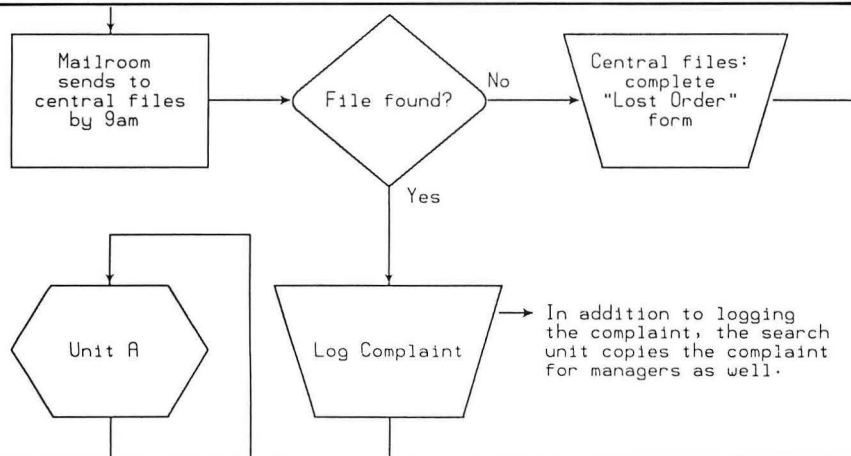 Mailroom
sends to
central files
by 9am
File found?
No
Central files:
complete
"Lost Order"
form
Yes
Unit A
Log Complaint
In addition to logging
the complaint, the search
unit copies the complaint
for managers as well.